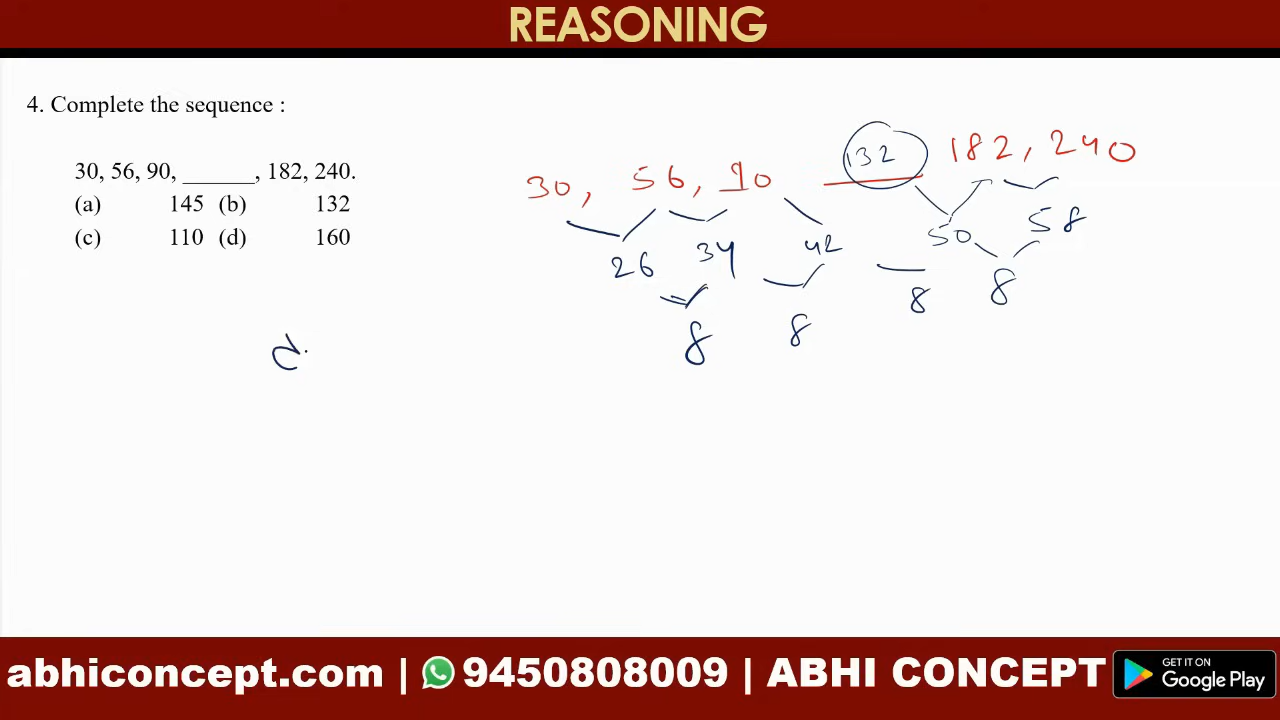 REASONING
4. Complete the sequence :
30, 56, 90, ______, 182, 240.
(a) 145 (b) 132
(c) 110 (d) 160
30, 56, 90 132 182, 240
26 34 42 50 58
8 8 8 8
abhiconcept.com | 9450808009 | ABHI CONCEPT
GET IT ON
Google Play